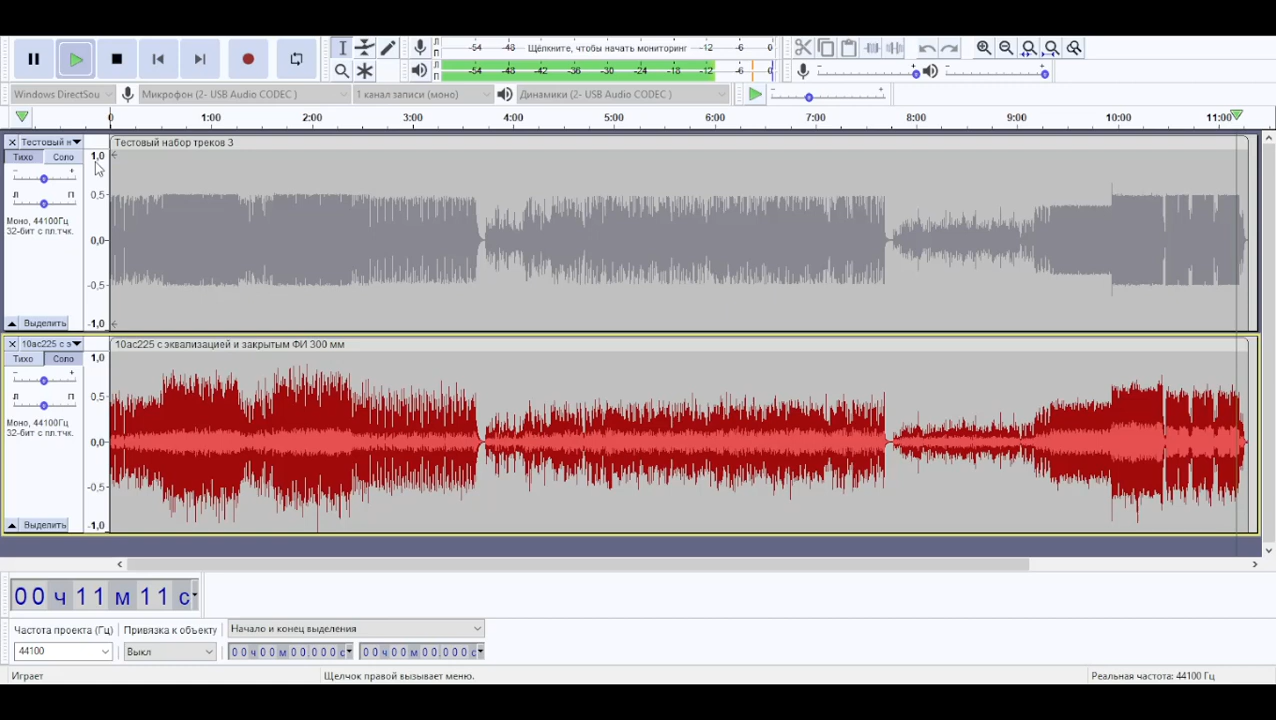 Л
П
-54 -48 Щёлкните, чтобы начать мониторинг -12 -6 0
Л
П
-54 -48 -42 -36 -30 -24 -18 -12 -6 0
Windows DirectSou
Микрофон (2- USB Audio CODEC )
1 канал записи (моно)
Динамики (2- USB Audio CODEC )
0 1:00 2:00 3:00 4:00 5:00 6:00 7:00 8:00 9:00 10:00 11:00
Тестовый н
Тестовый набор треков 3
Тихо Соло
1,0
- +
0,5
Л П
Моно, 44100Гц
32-бит с пл.тчк.
0,0
-0,5
Выделить
-1,0
10ас225 с э
10ас225 с эквализацией и закрытым ФИ 300 мм
Тихо Соло
1,0
- +
0,5
Л П
Моно, 44100Гц
32-бит с пл.тчк.
0,0
-0,5
Выделить
-1,0
00 ч 11 м 11 с
Частота проекта (Гц)
Привязка к объекту
Начало и конец выделения
44100
Выкл
00 ч 00 м 00,000 с
00 ч 00 м 00,000 с
Играет
Щелчок правой вызывает меню.
Реальная частота: 44100 Гц